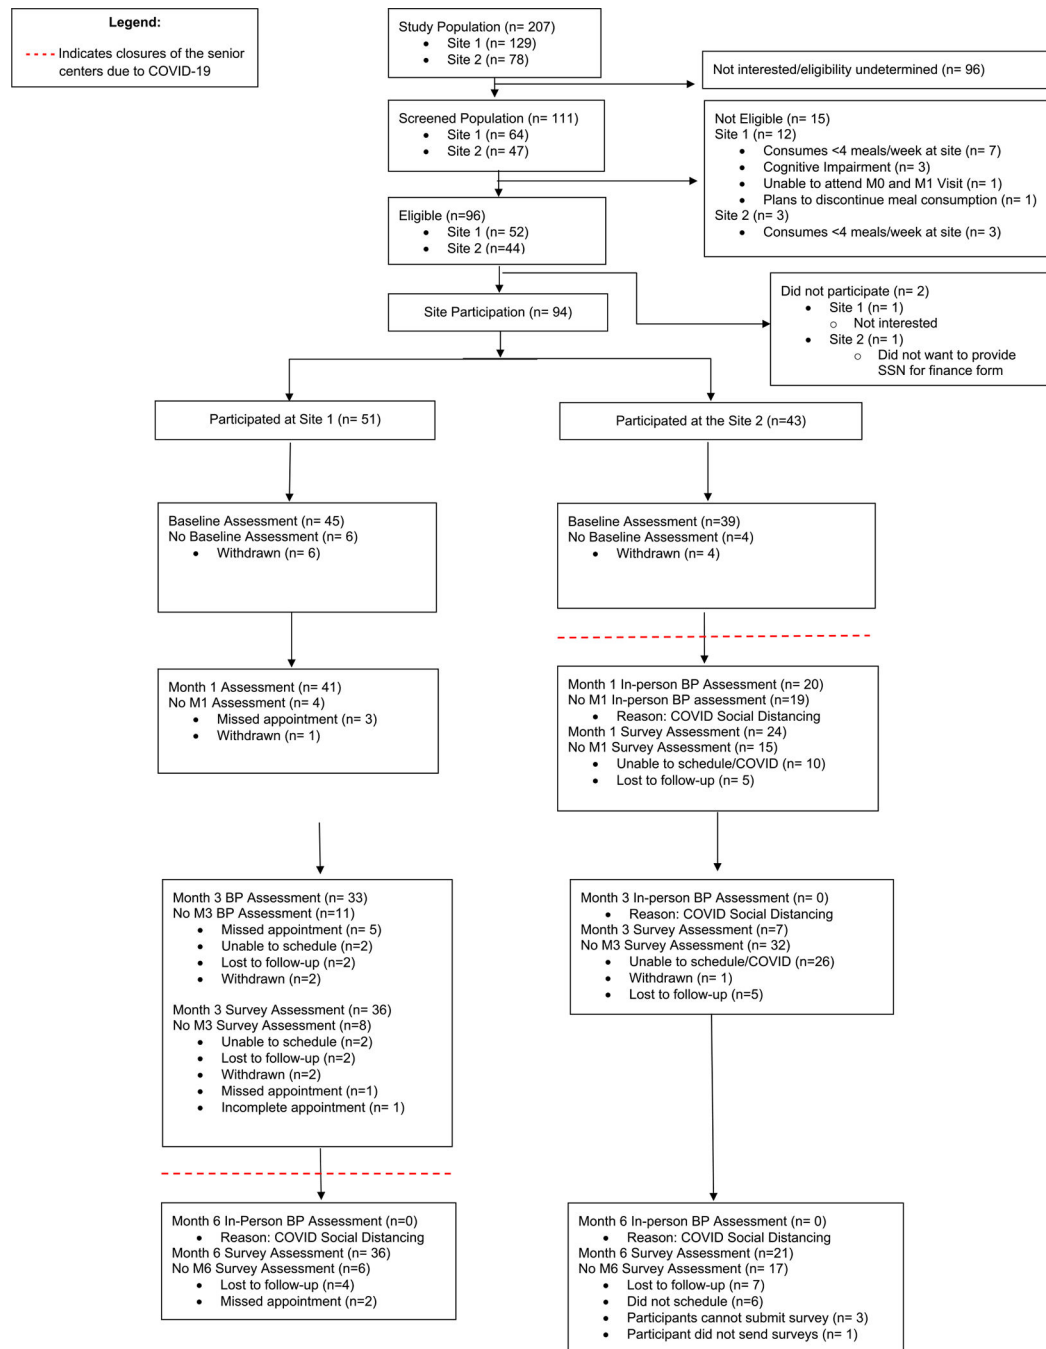 Legend:
Indicates closures of the senior
centers due to COVID-19
Study Population (n= 207)
• Site 1 (n= 129)
• Site 2 (n= 78)
Not interested/eligibility undetermined (n= 96)
Screened Population (n= 111)
• Site 1 (n= 64)
• Site 2 (n= 47)
Not Eligible (n= 15)
Site 1 (n= 12)
• Consumes <4 meals/week at site (n= 7)
• Cognitive Impairment (n= 3)
• Unable to attend M0 and M1 Visit (n= 1)
• Plans to discontinue meal consumption (n= 1)
Site 2 (n= 3)
• Consumes <4 meals/week at site (n= 3)
Eligible (n=96)
• Site 1 (n= 52)
• Site 2 (n=44)
Did not participate (n= 2)
• Site 1 (n= 1)
o Not interested
• Site 2 (n= 1)
o Did not want to provide
SSN for finance form
Site Participation (n= 94)
Participated at Site 1 (n= 51)
Participated at the Site 2 (n=43)
Baseline Assessment (n= 45)
No Baseline Assessment (n= 6)
• Withdrawn (n= 6)
Baseline Assessment (n=39)
No Baseline Assessment (n=4)
• Withdrawn (n= 4)
Month 1 Assessment (n= 41)
No M1 Assessment (n= 4)
• Missed appointment (n= 3)
• Withdrawn (n= 1)
Month 1 In-person BP Assessment (n= 20)
No M1 In-person BP assessment (n=19)
• Reason: COVID Social Distancing
Month 1 Survey Assessment (n= 24)
No M1 Survey Assessment (n= 15)
• Unable to schedule/COVID (n= 10)
• Lost to follow-up (n= 5)
Month 3 BP Assessment (n= 33)
No M3 BP Assessment (n=11)
• Missed appointment (n= 5)
• Unable to schedule (n=2)
• Lost to follow-up (n=2)
• Withdrawn (n=2)
Month 3 Survey Assessment (n= 36)
No M3 Survey Assessment (n=8)
• Unable to schedule (n=2)
• Lost to follow-up (n=2)
• Withdrawn (n=2)
• Missed appointment (n=1)
• Incomplete appointment (n= 1)
Month 3 In-person BP Assessment (n= 0)
• Reason: COVID Social Distancing
Month 3 Survey Assessment (n=7)
No M3 Survey Assessment (n= 32)
• Unable to schedule/COVID (n=26)
• Withdrawn (n= 1)
• Lost to follow-up (n=5)
Month 6 In-Person BP Assessment (n=0)
• Reason: COVID Social Distancing
Month 6 Survey Assessment (n= 36)
No M6 Survey Assessment (n=6)
• Lost to follow-up (n=4)
• Missed appointment (n=2)
Month 6 In-person BP Assessment (n= 0)
• Reason: COVID Social Distancing
Month 6 Survey Assessment (n=21)
No M6 Survey Assessment (n= 17)
• Lost to follow-up (n= 7)
• Did not schedule (n=6)
• Participants cannot submit survey (n= 3)
• Participant did not send surveys (n= 1)